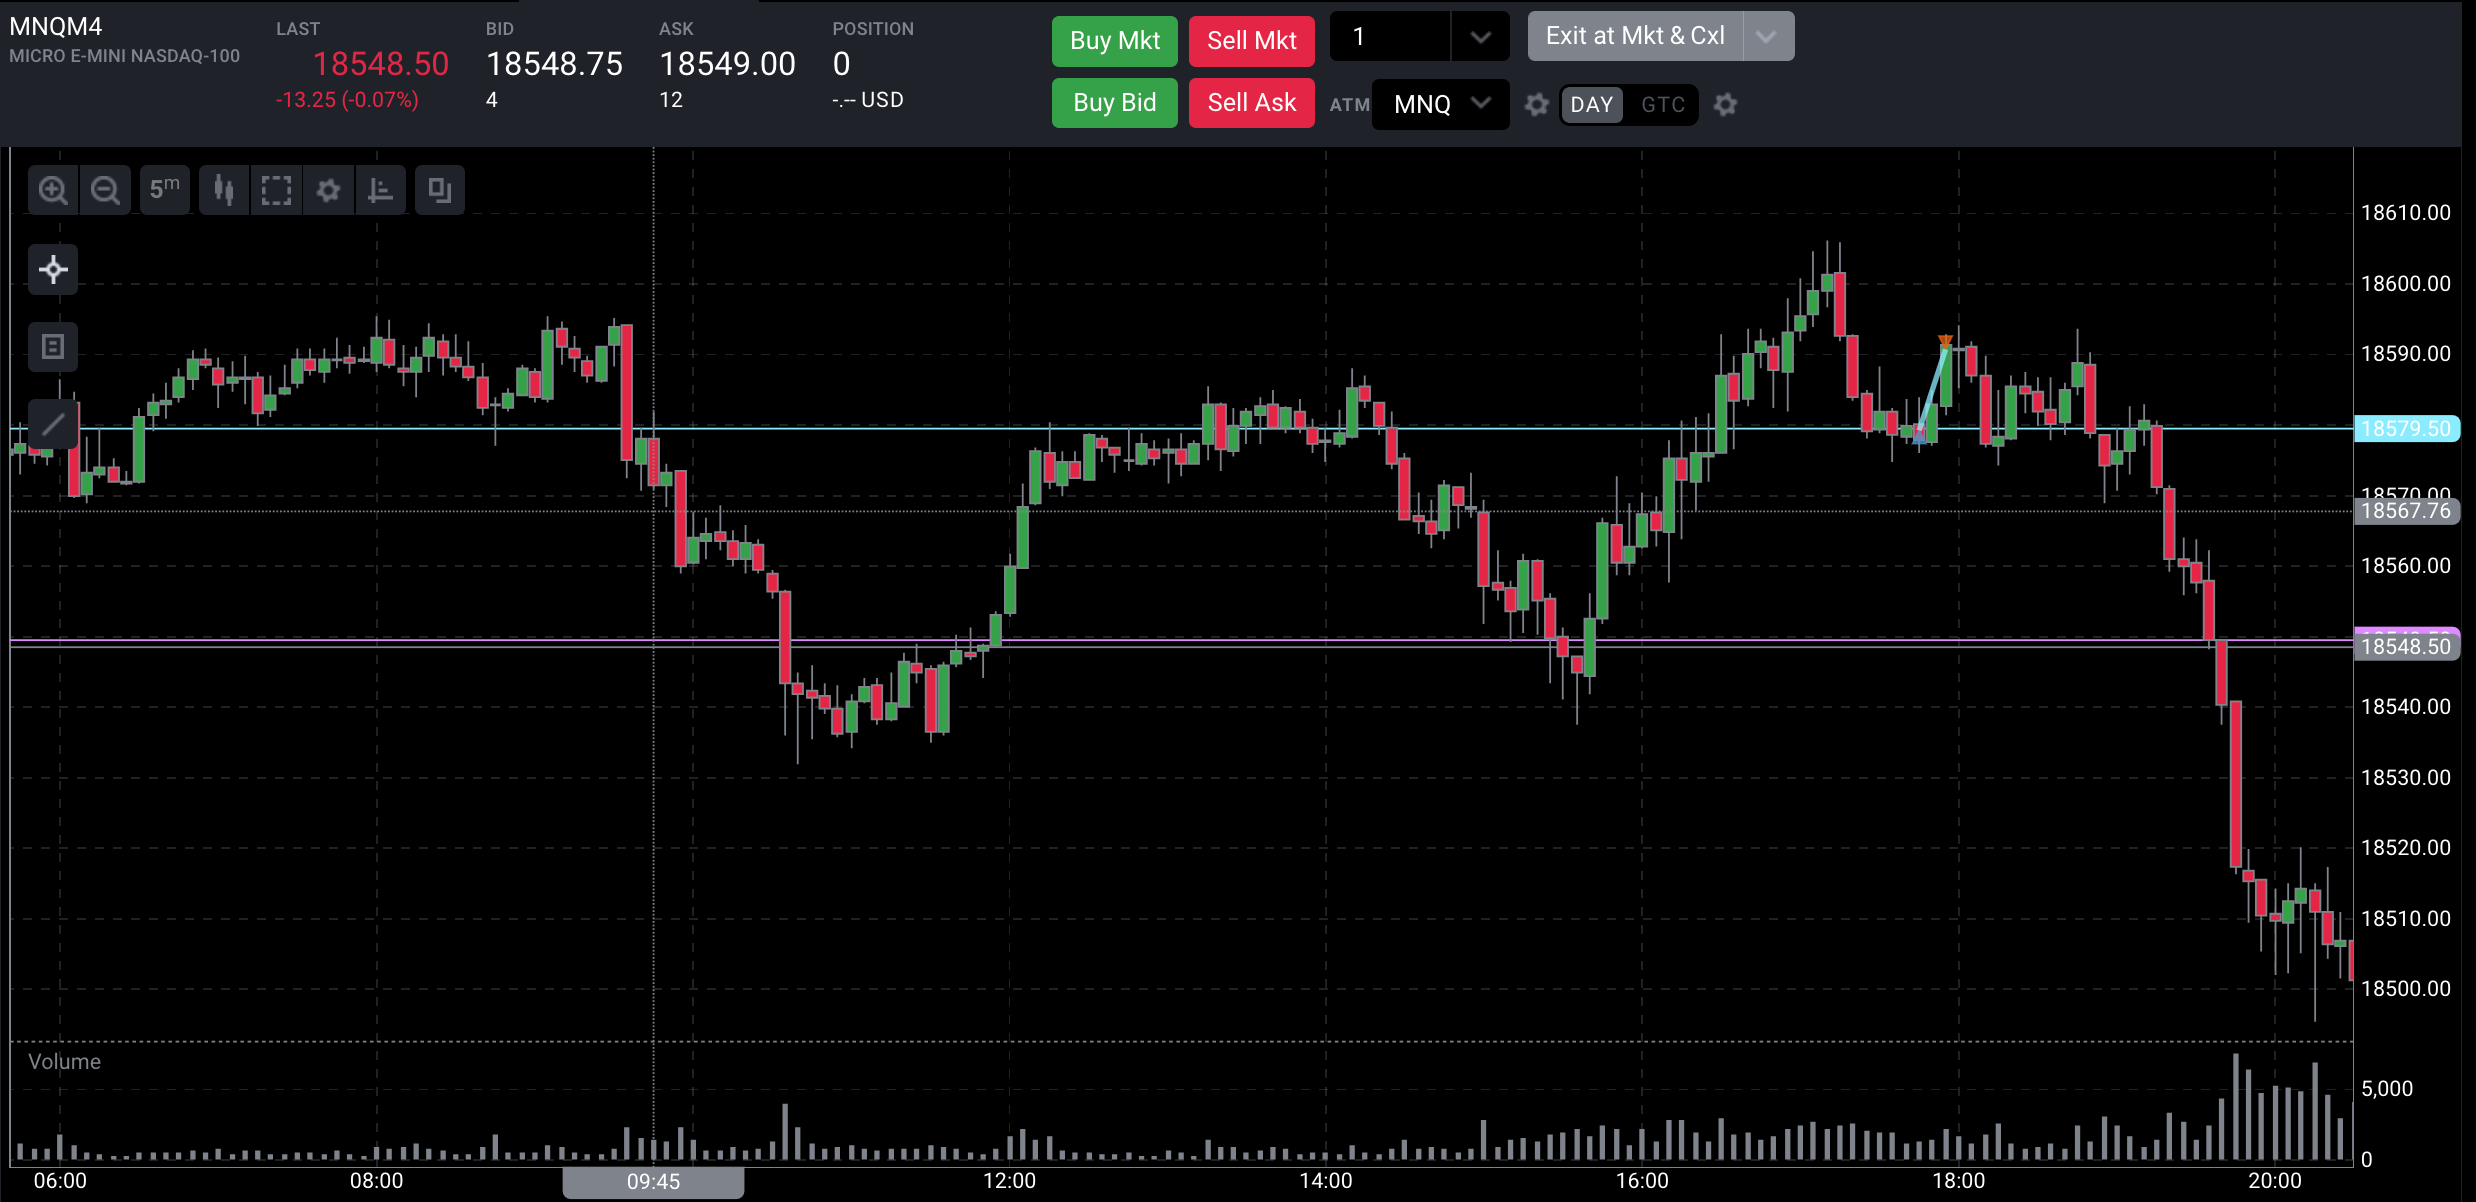 MNQM4
MICRO E-MINI NASDAQ-100
LAST
18548.50
-13.25 (-0.07%)
BID
18548.75
4
ASK
18549.00
12
POSITION
0
-.-- USD
Buy Mkt
Sell Mkt
1
Exit at Mkt & Cxl
Buy Bid
Sell Ask
ATM
MNQ
DAY
GTC
5m
18610.00
18600.00
18590.00
18579.50
18570.00
18567.76
18560.00
18548.50
18540.00
18530.00
18520.00
18510.00
18500.00
Volume
5,000
0
06:00
08:00
09:45
12:00
14:00
16:00
18:00
20:00